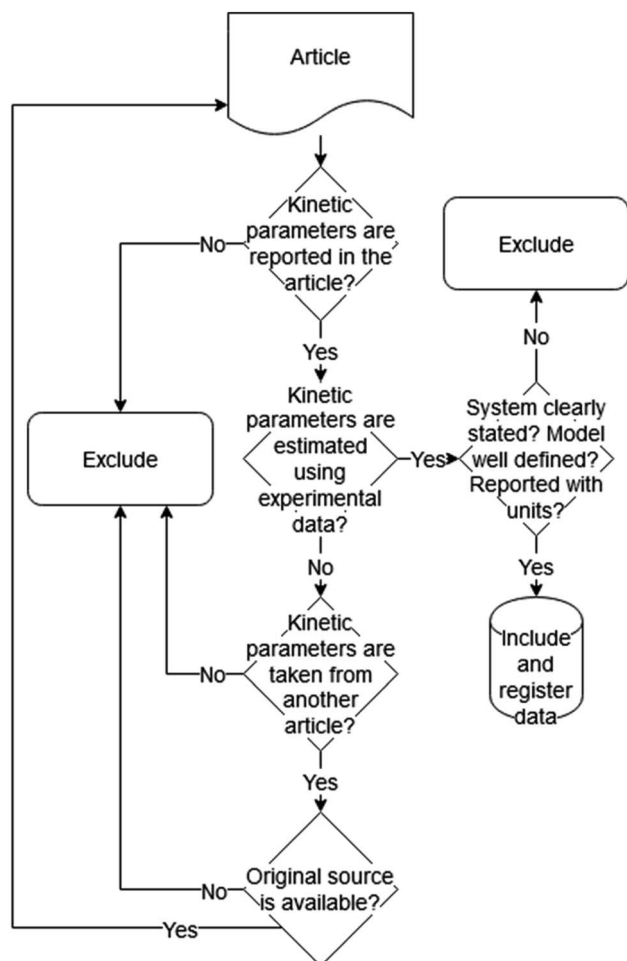 Article
Kinetic
parameters are
reported in the
article?
No
Yes
Exclude
No
Kinetic
parameters are
estimated
using
experimental
data?
Yes
System clearly
stated? Model
well defined?
Reported with
units?
Exclude
No
Yes
Kinetic
parameters are
taken from
another
article?
Include
and
register
data
No
Yes
Original source
is available?
No
Yes